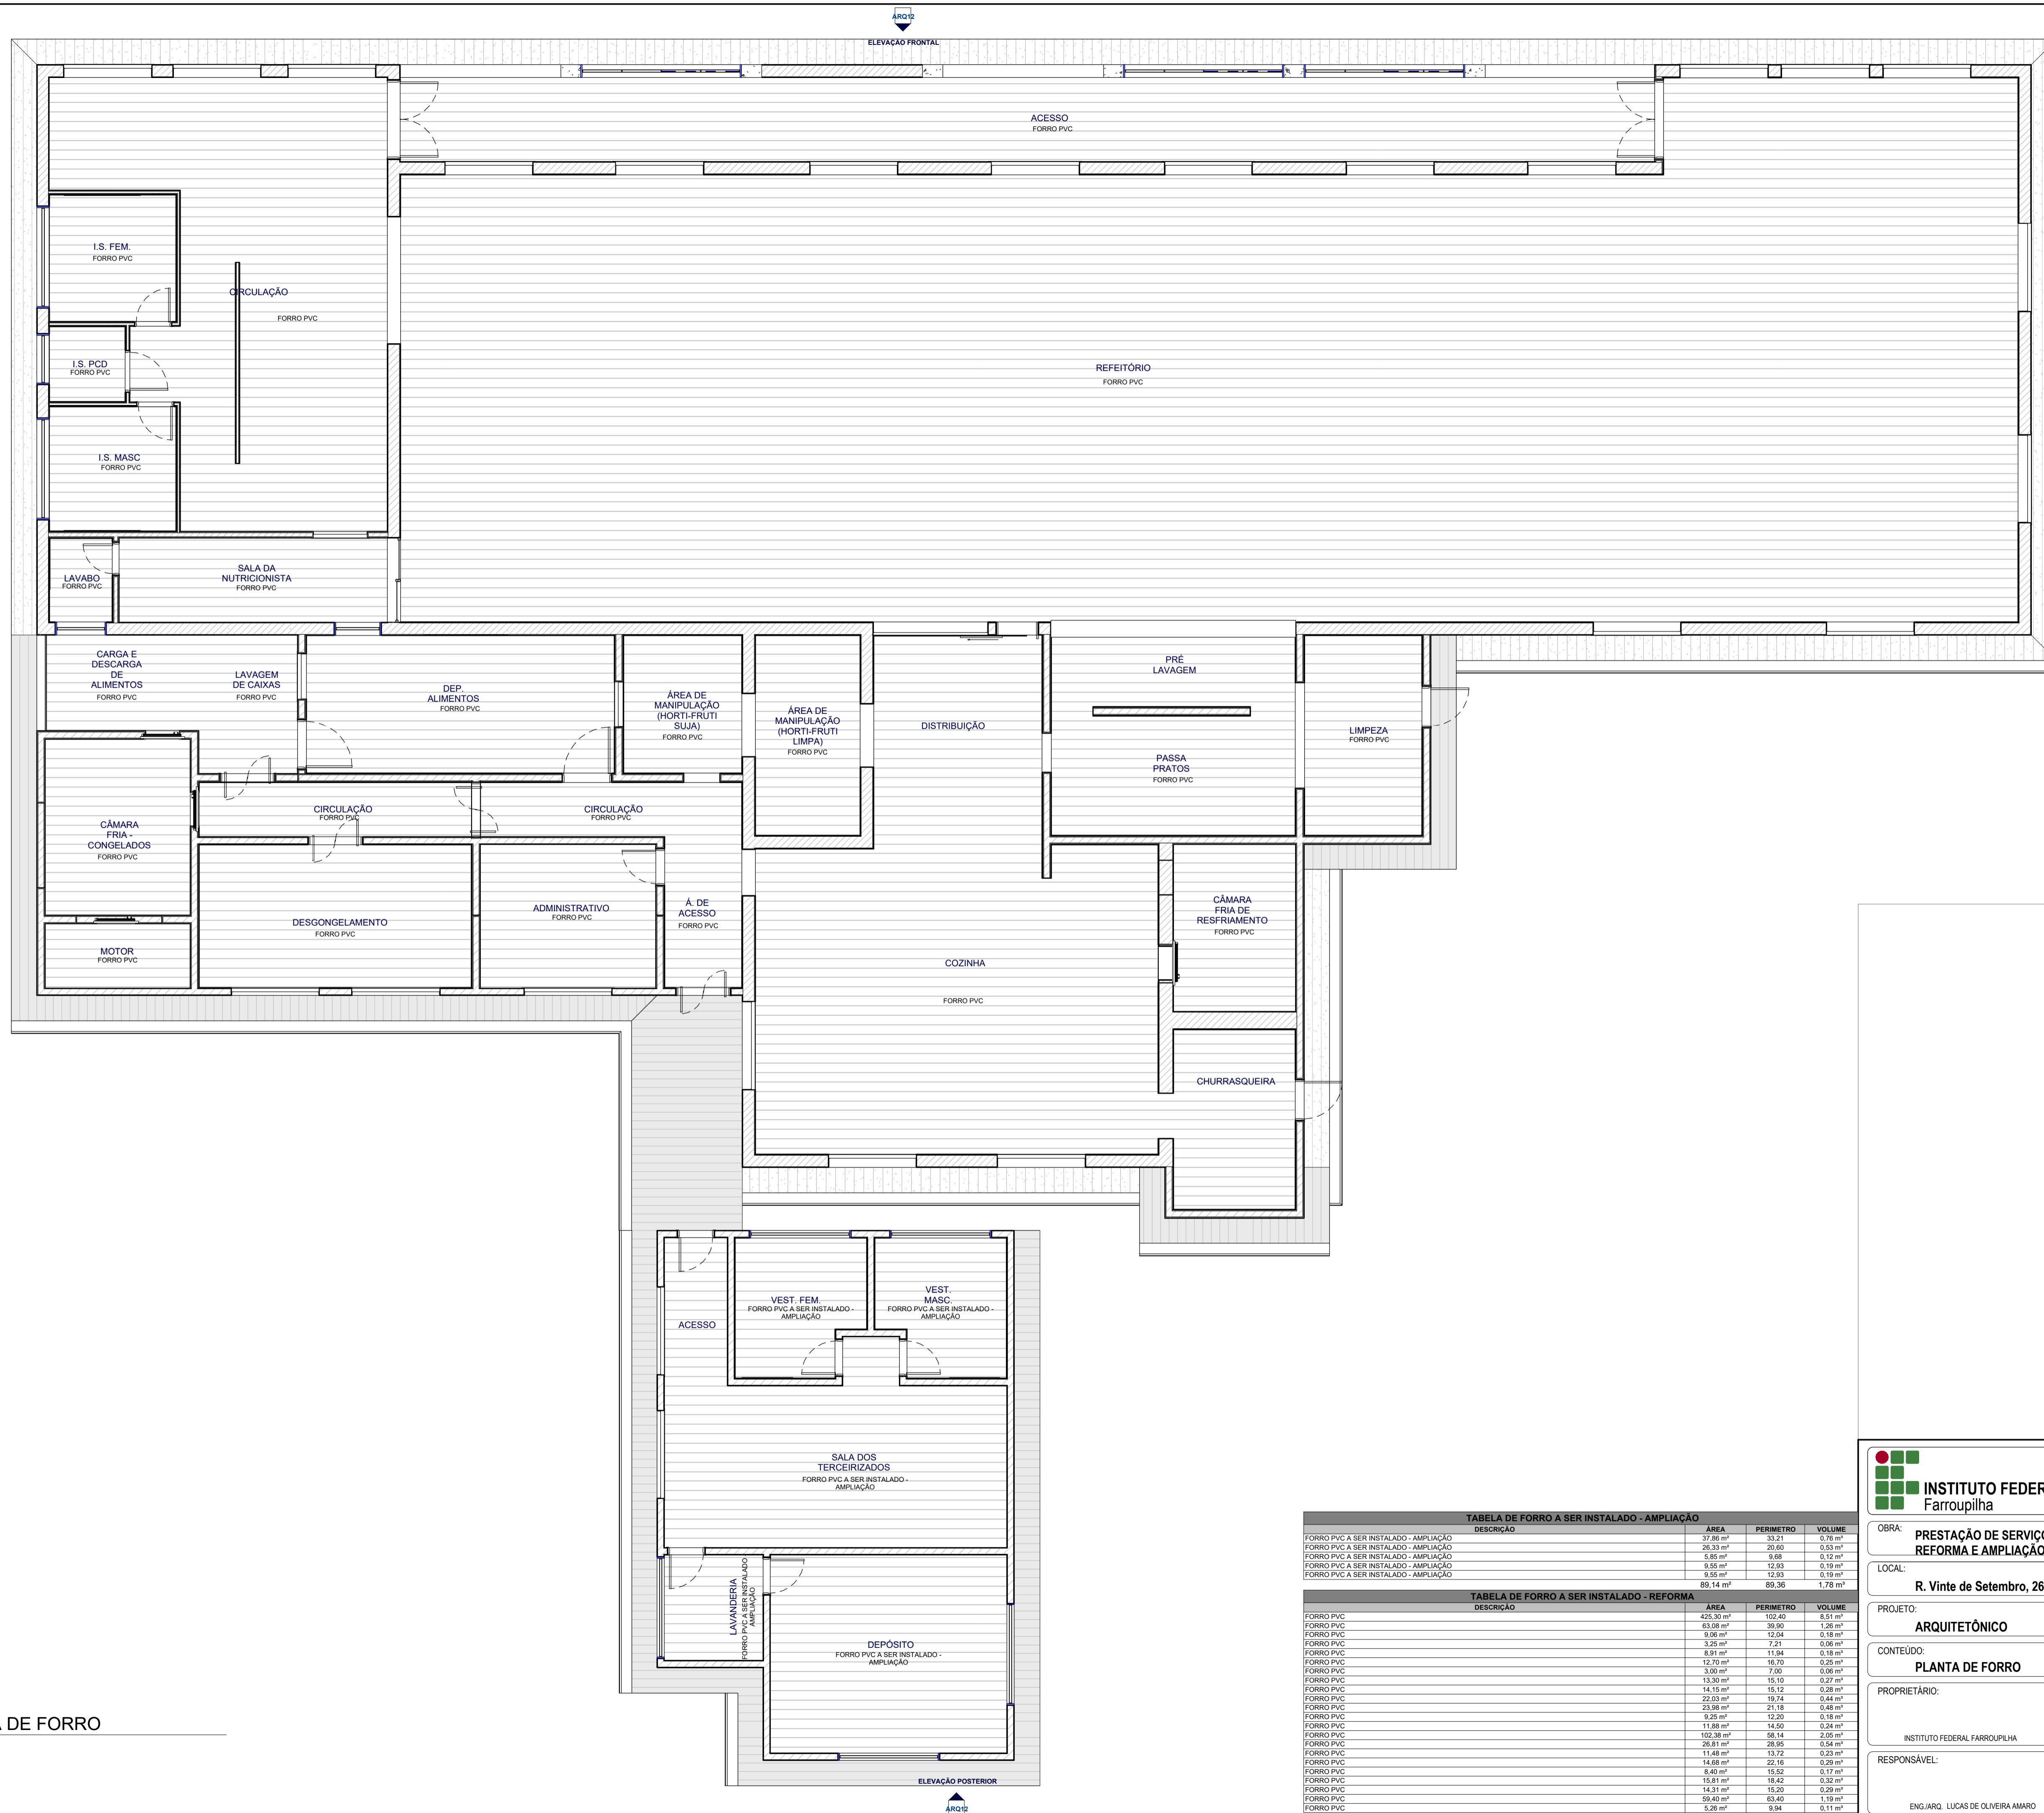 ARQ12
ELEVAÇÃO FRONTAL
ACESSO
FORRO PVC
I.S. FEM.
FORRO PVC
CIRCULAÇÃO
FORRO PVC
I.S. PCD
FORRO PVC
REFEITÓRIO
FORRO PVC
I.S. MASC
FORRO PVC
LAVABO
FORRO PVC
SALA DA
NUTRICIONISTA
FORRO PVC
CARGA E
DESCARGA
DE
ALIMENTOS
FORRO PVC
LAVAGEM
DE CAIXAS
FORRO PVC
DEP.
ALIMENTOS
FORRO PVC
ÁREA DE
MANIPULAÇÃO
(HORTI-FRUTI
SUJA)
FORRO PVC
ÁREA DE
MANIPULAÇÃO
(HORTI-FRUTI
LIMPA)
FORRO PVC
DISTRIBUIÇÃO
PRÉ
LAVAGEM
PASSA
PRATOS
FORRO PVC
LIMPEZA
FORRO PVC
CIRCULAÇÃO
FORRO PVC
CIRCULAÇÃO
FORRO PVC
CÂMARA
FRIA -
CONGELADOS
FORRO PVC
DESGONGELAMENTO
FORRO PVC
ADMINISTRATIVO
FORRO PVC
Á. DE
ACESSO
FORRO PVC
CÂMARA
FRIA DE
RESFRIAMENTO
FORRO PVC
MOTOR
FORRO PVC
COZINHA
FORRO PVC
CHURRASQUEIRA
VEST. FEM.
FORRO PVC A SER INSTALADO -
AMPLIAÇÃO
VEST.
MASC.
FORRO PVC A SER INSTALADO -
AMPLIAÇÃO
ACESSO
SALA DOS
TERCEIRIZADOS
FORRO PVC A SER INSTALADO -
AMPLIAÇÃO
LAVANDERIA
FORRO PVC A SER INSTALADO -
AMPLIAÇÃO
DEPÓSITO
FORRO PVC A SER INSTALADO -
AMPLIAÇÃO
ELEVAÇÃO POSTERIOR
ARQ12
DE FORRO
TABELA DE FORRO A SER INSTALADO - AMPLIAÇÃO
DESCRIÇÃO ÁREA PERIMETRO VOLUME
FORRO PVC A SER INSTALADO - AMPLIAÇÃO 37,86 m² 33,21 0,76 m³
FORRO PVC A SER INSTALADO - AMPLIAÇÃO 26,33 m² 20,60 0,53 m³
FORRO PVC A SER INSTALADO - AMPLIAÇÃO 5,85 m² 9,68 0,12 m³
FORRO PVC A SER INSTALADO - AMPLIAÇÃO 9,55 m² 12,93 0,19 m³
FORRO PVC A SER INSTALADO - AMPLIAÇÃO 9,55 m² 12,93 0,19 m³
89,14 m² 89,36 1,78 m³
TABELA DE FORRO A SER INSTALADO - REFORMA
DESCRIÇÃO ÁREA PERIMETRO VOLUME
FORRO PVC 425,30 m² 102,40 8,51 m³
FORRO PVC 63,08 m² 39,90 1,26 m³
FORRO PVC 9,06 m² 12,04 0,18 m³
FORRO PVC 3,25 m² 7,21 0,06 m³
FORRO PVC 8,91 m² 11,94 0,18 m³
FORRO PVC 12,70 m² 16,70 0,25 m³
FORRO PVC 3,00 m² 7,00 0,06 m³
FORRO PVC 13,30 m² 15,10 0,27 m³
FORRO PVC 14,15 m² 15,12 0,28 m³
FORRO PVC 22,03 m² 19,74 0,44 m³
FORRO PVC 23,98 m² 21,18 0,48 m³
FORRO PVC 9,25 m² 12,20 0,18 m³
FORRO PVC 11,88 m² 14,50 0,24 m³
FORRO PVC 102,38 m² 58,14 2,05 m³
FORRO PVC 26,81 m² 28,95 0,54 m³
FORRO PVC 11,48 m² 13,72 0,23 m³
FORRO PVC 14,68 m² 22,16 0,29 m³
FORRO PVC 8,40 m² 15,52 0,17 m³
FORRO PVC 15,81 m² 18,42 0,32 m³
FORRO PVC 14,31 m² 15,20 0,29 m³
FORRO PVC 59,40 m² 63,40 1,19 m³
FORRO PVC 5,26 m² 9,94 0,11 m³
INSTITUTO FEDER
Farroupilha
OBRA:
PRESTAÇÃO DE SERVIÇO
REFORMA E AMPLIAÇÃO
LOCAL:
R. Vinte de Setembro, 26
PROJETO:
ARQUITETÔNICO
CONTEÚDO:
PLANTA DE FORRO
PROPRIETÁRIO:
INSTITUTO FEDERAL FARROUPILHA
RESPONSÁVEL:
ENG./ARQ. LUCAS DE OLIVEIRA AMARO